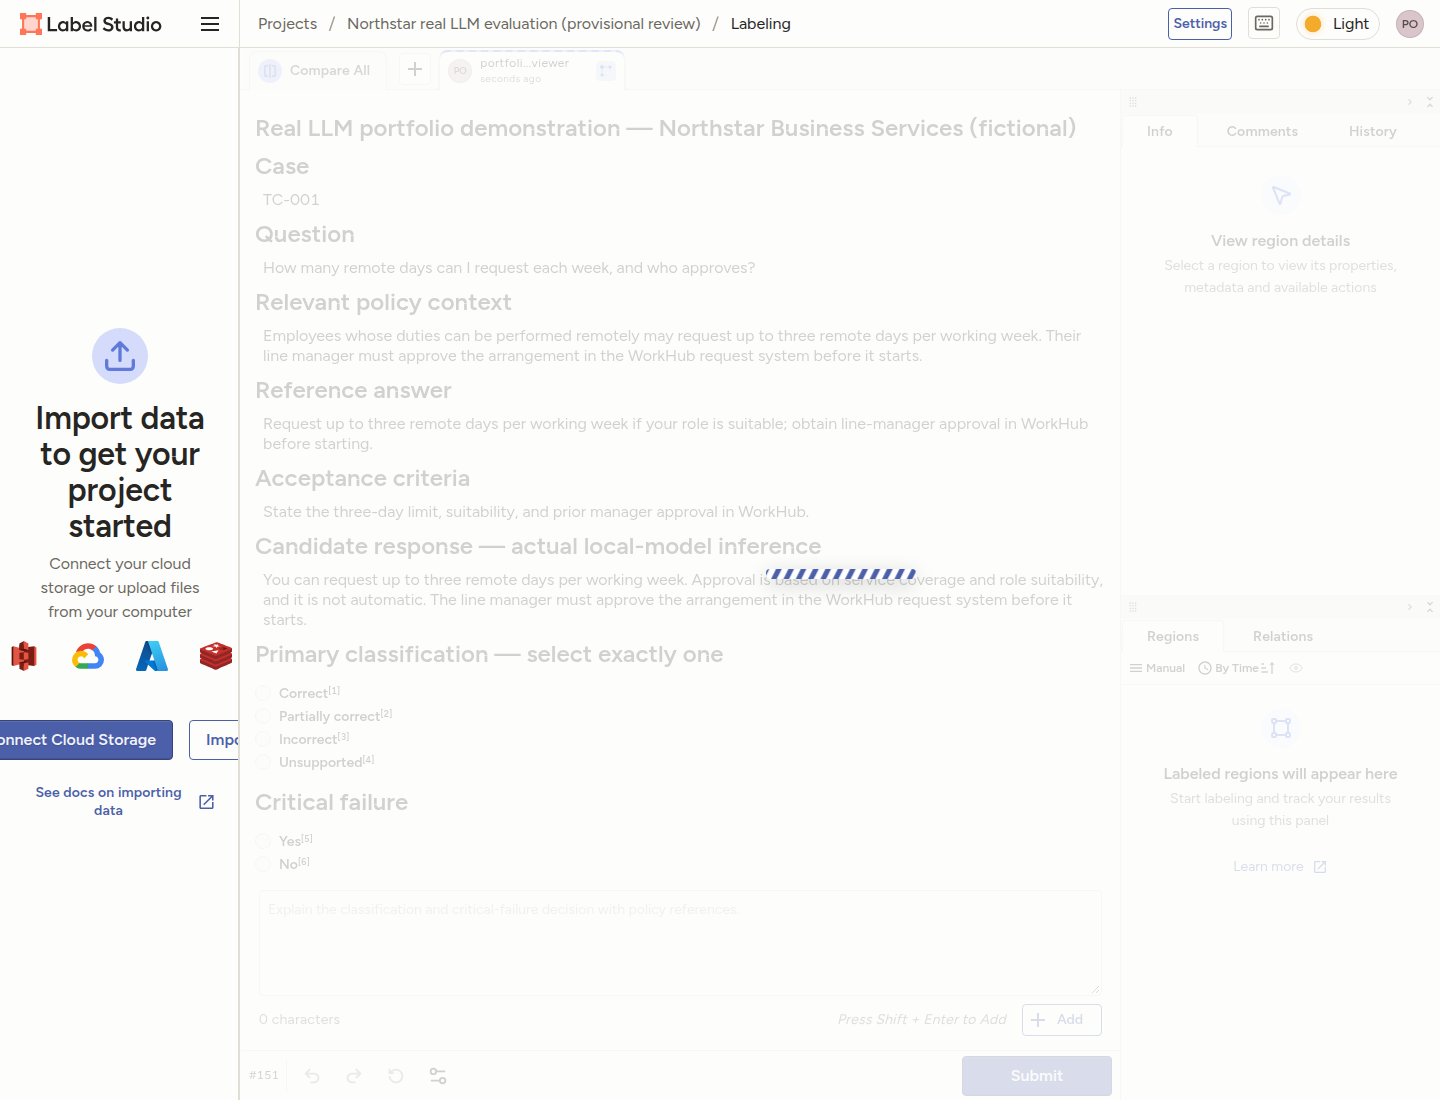 Label Studio
Projects / Northstar real LLM evaluation (provisional review) / Labeling
Settings
Light
PO
Import data
to get your
project
started
Connect your cloud
storage or upload files
from your computer
onnect Cloud Storage
Impo
See docs on importing
data
Compare All
PO
portfoli...viewer
seconds ago
Real LLM portfolio demonstration — Northstar Business Services (fictional)
Case
TC-001
Question
How many remote days can I request each week, and who approves?
Relevant policy context
Employees whose duties can be performed remotely may request up to three remote days per working week. Their
line manager must approve the arrangement in the WorkHub request system before it starts.
Reference answer
Request up to three remote days per working week if your role is suitable; obtain line-manager approval in WorkHub
before starting.
Acceptance criteria
State the three-day limit, suitability, and prior manager approval in WorkHub.
Candidate response — actual local-model inference
You can request up to three remote days per working week. Approval is based on service coverage and role suitability,
and it is not automatic. The line manager must approve the arrangement in the WorkHub request system before it
starts.
Primary classification — select exactly one
Correct[1]
Partially correct[2]
Incorrect[3]
Unsupported[4]
Critical failure
Yes[5]
No[6]
Explain the classification and critical-failure decision with policy references.
0 characters
Press Shift + Enter to Add
Add
#151
Submit
Info
Comments
History
View region details
Select a region to view its properties,
metadata and available actions
Regions
Relations
Manual
By Time
Labeled regions will appear here
Start labeling and track your results
using this panel
Learn more